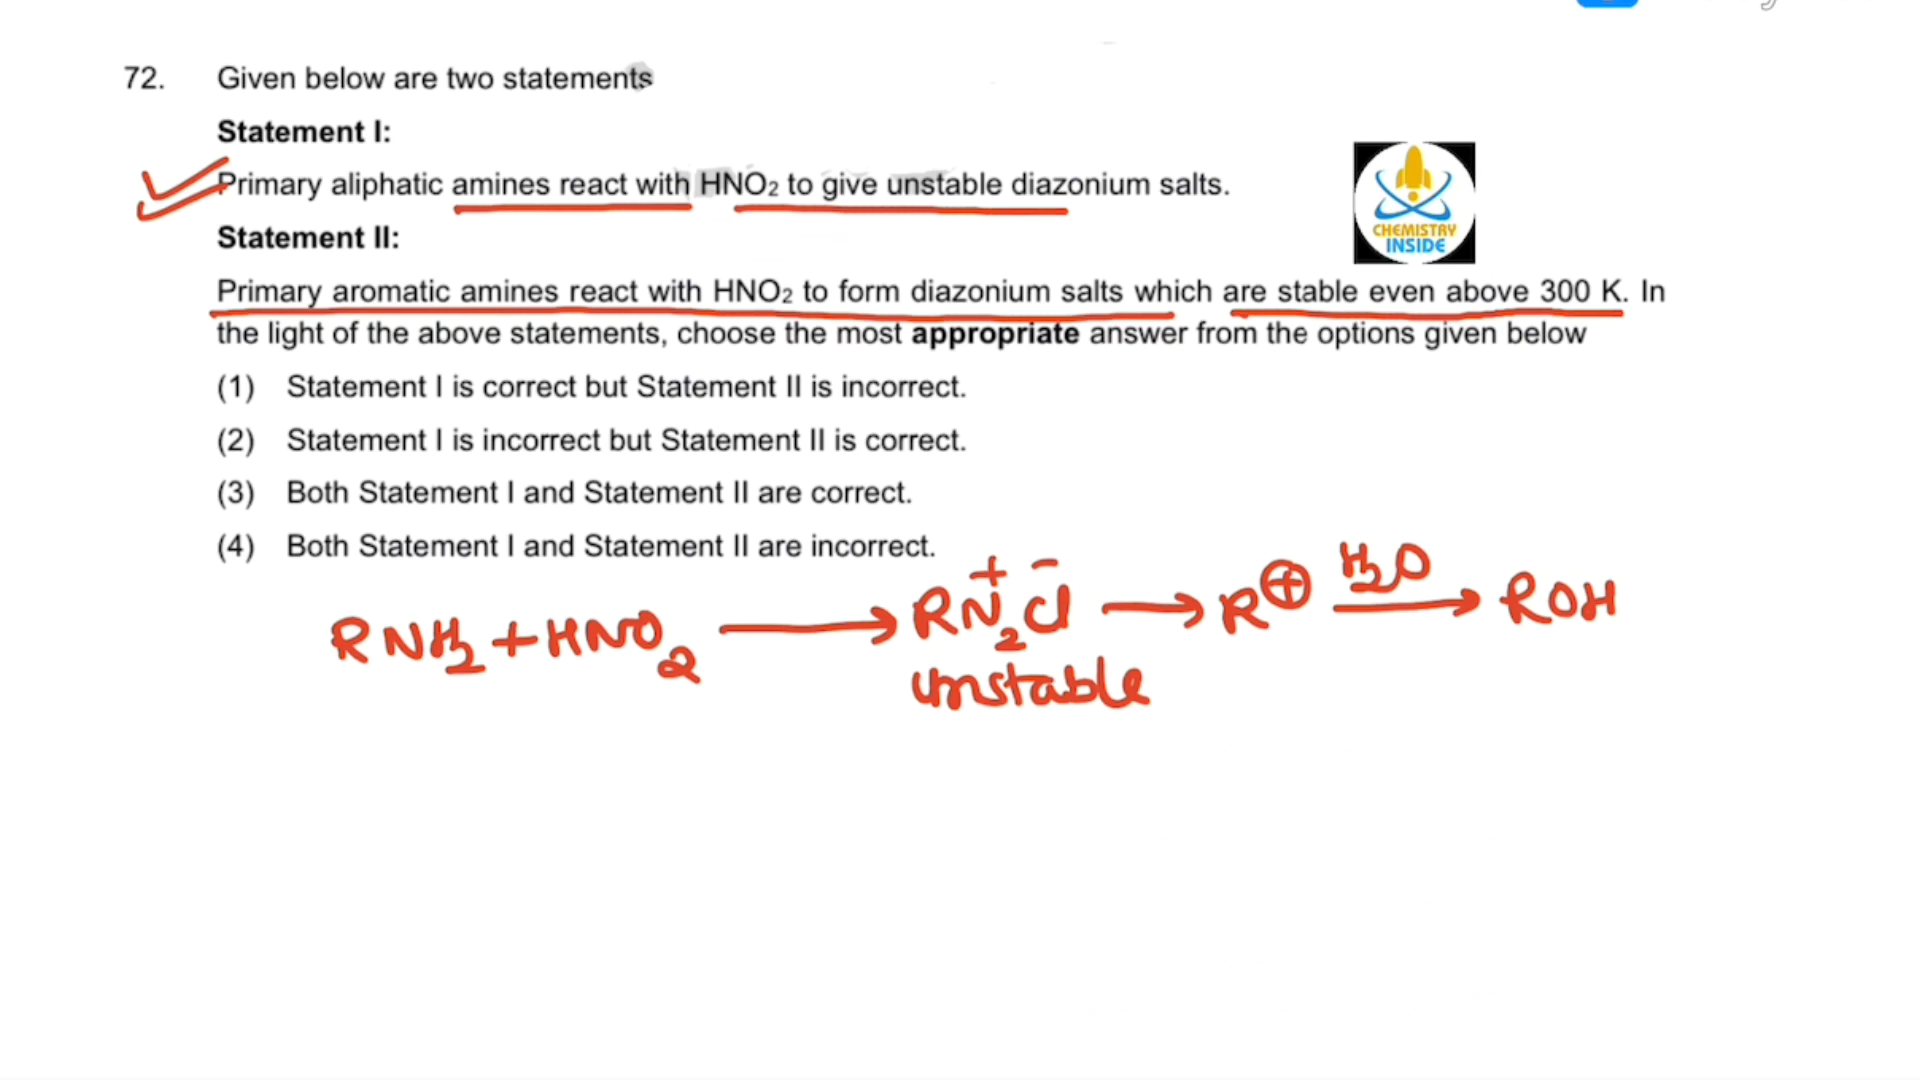 72. Given below are two statements
Statement I:
Primary aliphatic amines react with HNO₂ to give unstable diazonium salts.
CHEMISTRY
INSIDE
Statement II:
Primary aromatic amines react with HNO₂ to form diazonium salts which are stable even above 300 K. In
the light of the above statements, choose the most appropriate answer from the options given below
(1) Statement I is correct but Statement II is incorrect.
(2) Statement I is incorrect but Statement II is correct.
(3) Both Statement I and Statement II are correct.
(4) Both Statement I and Statement II are incorrect.
RNH₂ + HNO₂ → RN₂⁺Cl⁻ → R⊕ H₂O → ROH
unstable